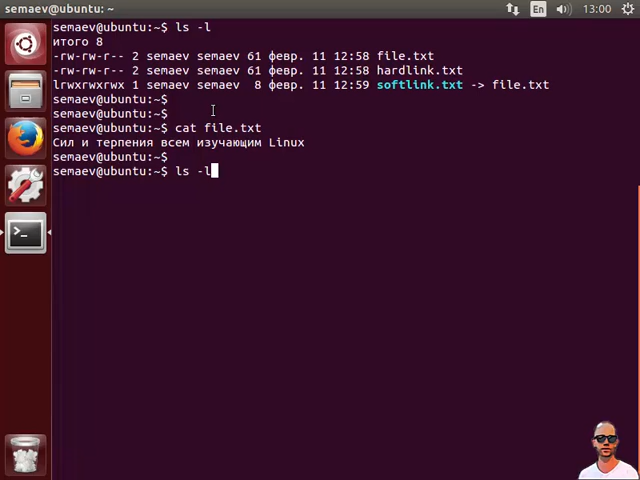 semaev@ubuntu: ~
En
13:00
semaev@ubuntu:~$ ls -l
итого 8
-rw-rw-r-- 2 semaev semaev 61 февр. 11 12:58 file.txt
-rw-rw-r-- 2 semaev semaev 61 февр. 11 12:58 hardlink.txt
lrwxrwxrwx 1 semaev semaev  8 февр. 11 12:59 softlink.txt -> file.txt
semaev@ubuntu:~$
semaev@ubuntu:~$
semaev@ubuntu:~$ cat file.txt
Сил и терпения всем изучающим Linux
semaev@ubuntu:~$
semaev@ubuntu:~$ ls -l